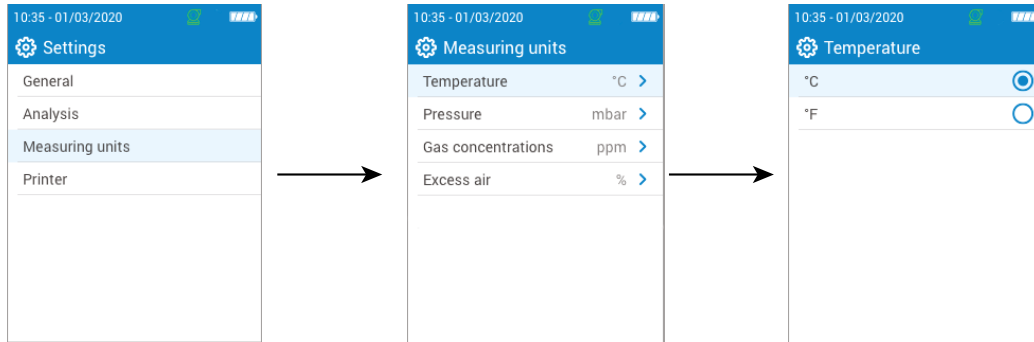 10:35 - 01/03/2020
Settings
General
Analysis
Measuring units
Printer
10:35 - 01/03/2020
Measuring units
Temperature °C
Pressure mbar
Gas concentrations ppm
Excess air %
10:35 - 01/03/2020
Temperature
°C
°F